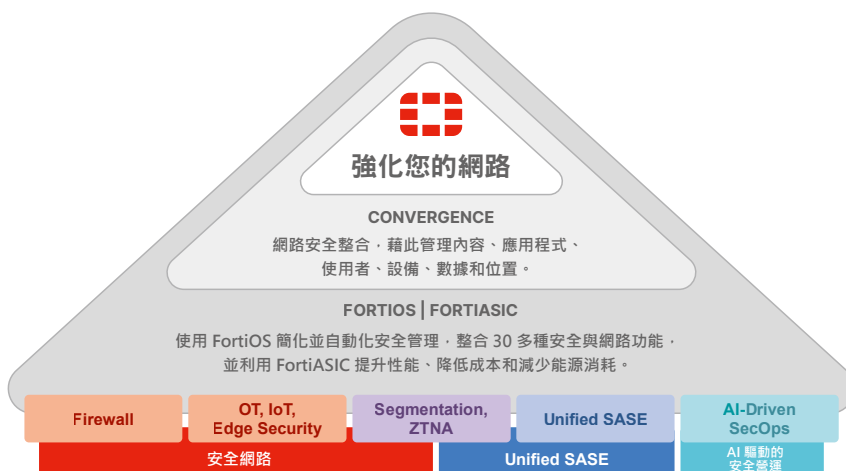 強化您的網路
CONVERGENCE
網路安全整合，藉此管理內容、應用程式、
使用者、設備、數據和位置。
FORTIOS | FORTIASIC
使用 FortiOS 簡化並自動化安全管理，整合 30 多種安全與網路功能，
並利用 FortiASIC 提升性能、降低成本和減少能源消耗。
Firewall
OT, IoT,
Edge Security
Segmentation,
ZTNA
Unified SASE
AI-Driven
SecOps
安全網路
Unified SASE
AI 驅動的
安全營運